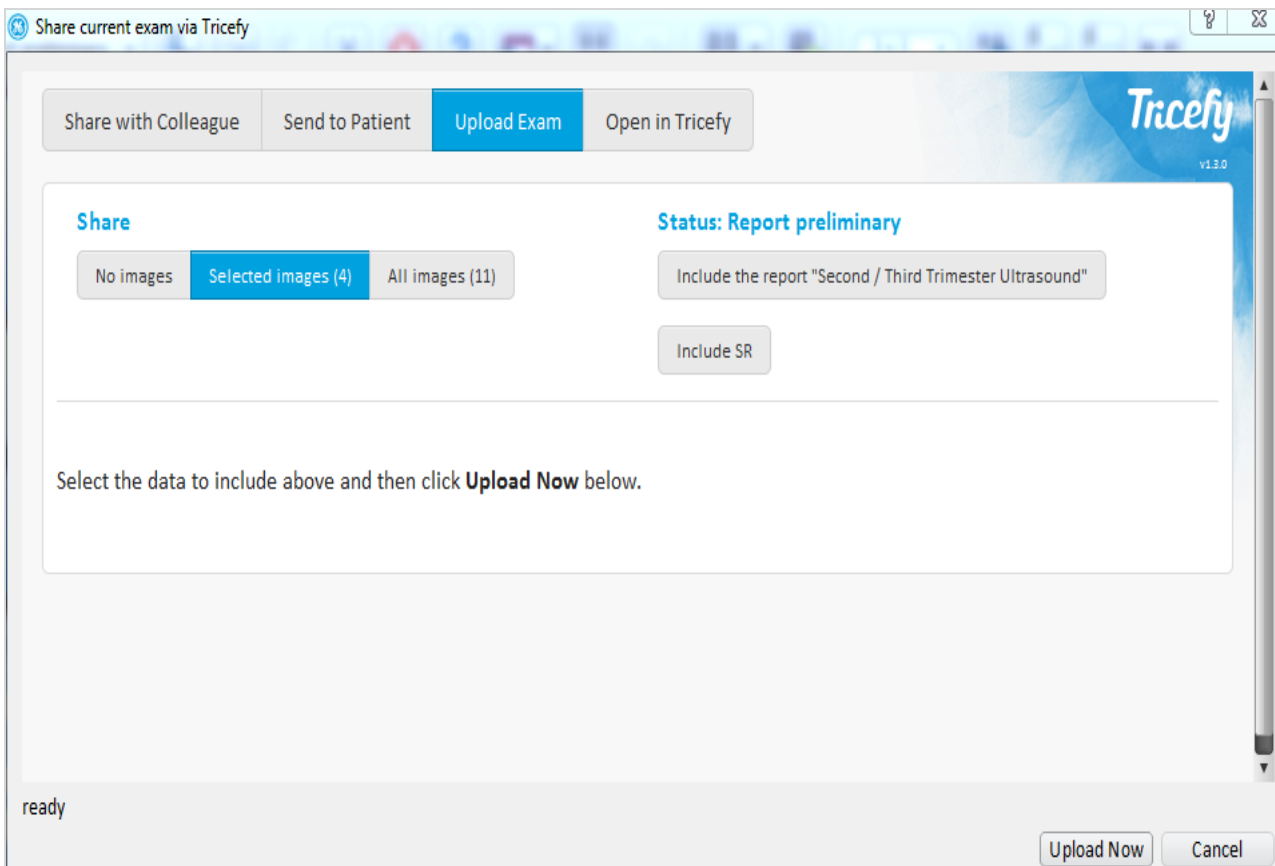 Share current exam via Tricefy
Share with Colleague Send to Patient Upload Exam Open in Tricefy
Tricefy
v1.3.0
Share
No images Selected images (4) All images (11)
Status: Report preliminary
Include the report "Second / Third Trimester Ultrasound"
Include SR
Select the data to include above and then click Upload Now below.
ready
Upload Now Cancel